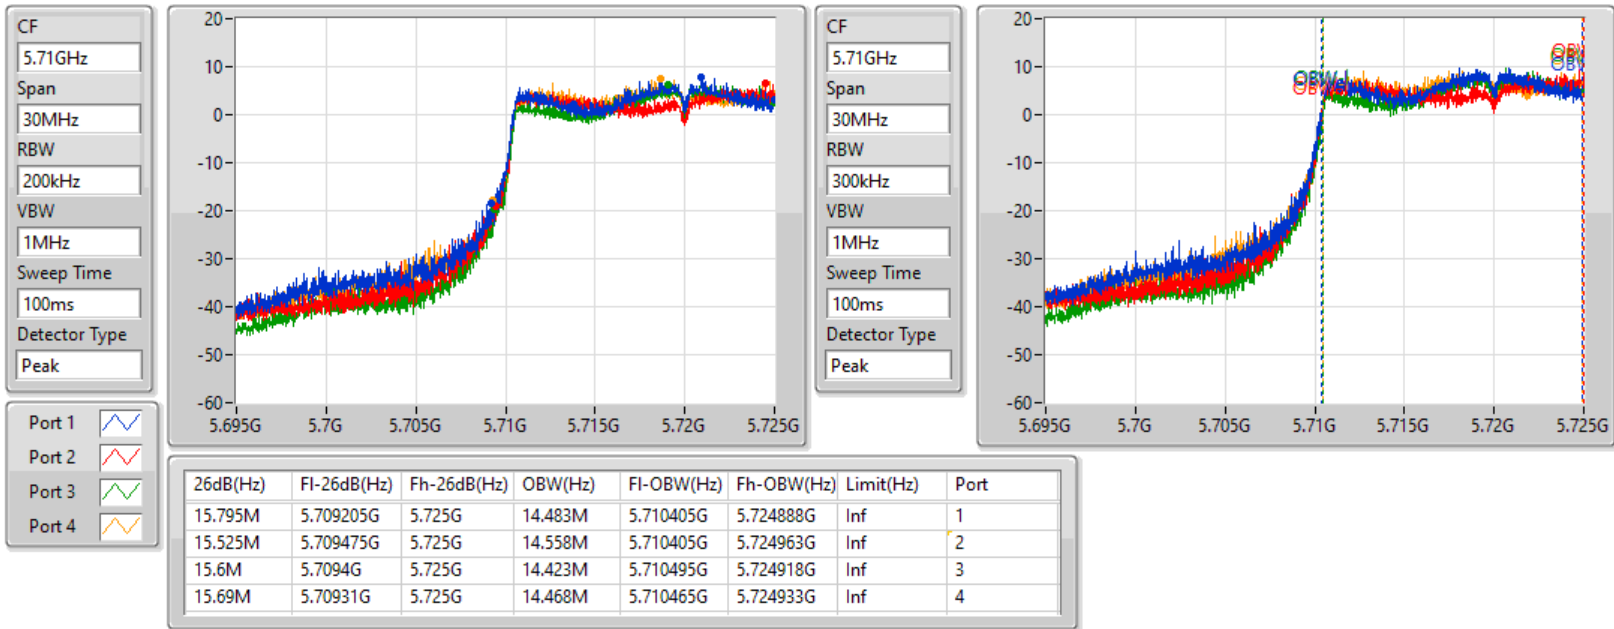 CF
5.71GHz
Span
30MHz
RBW
200kHz
VBW
1MHz
Sweep Time
100ms
Detector Type
Peak
20
10
0
-10
-20
-30
-40
-50
-60
5.695G 5.7G 5.705G 5.71G 5.715G 5.72G 5.725G
CF
5.71GHz
Span
30MHz
RBW
300kHz
VBW
1MHz
Sweep Time
100ms
Detector Type
Peak
20
10
0
-10
-20
-30
-40
-50
-60
5.695G 5.7G 5.705G 5.71G 5.715G 5.72G 5.725G
Port 1
Port 2
Port 3
Port 4
26dB(Hz) Fl-26dB(Hz) Fh-26dB(Hz) OBW(Hz) Fl-OBW(Hz) Fh-OBW(Hz) Limit(Hz) Port
15.795M 5.709205G 5.725G 14.483M 5.710405G 5.724888G Inf 1
15.525M 5.709475G 5.725G 14.558M 5.710405G 5.724963G Inf 2
15.6M 5.7094G 5.725G 14.423M 5.710495G 5.724918G Inf 3
15.69M 5.70931G 5.725G 14.468M 5.710465G 5.724933G Inf 4